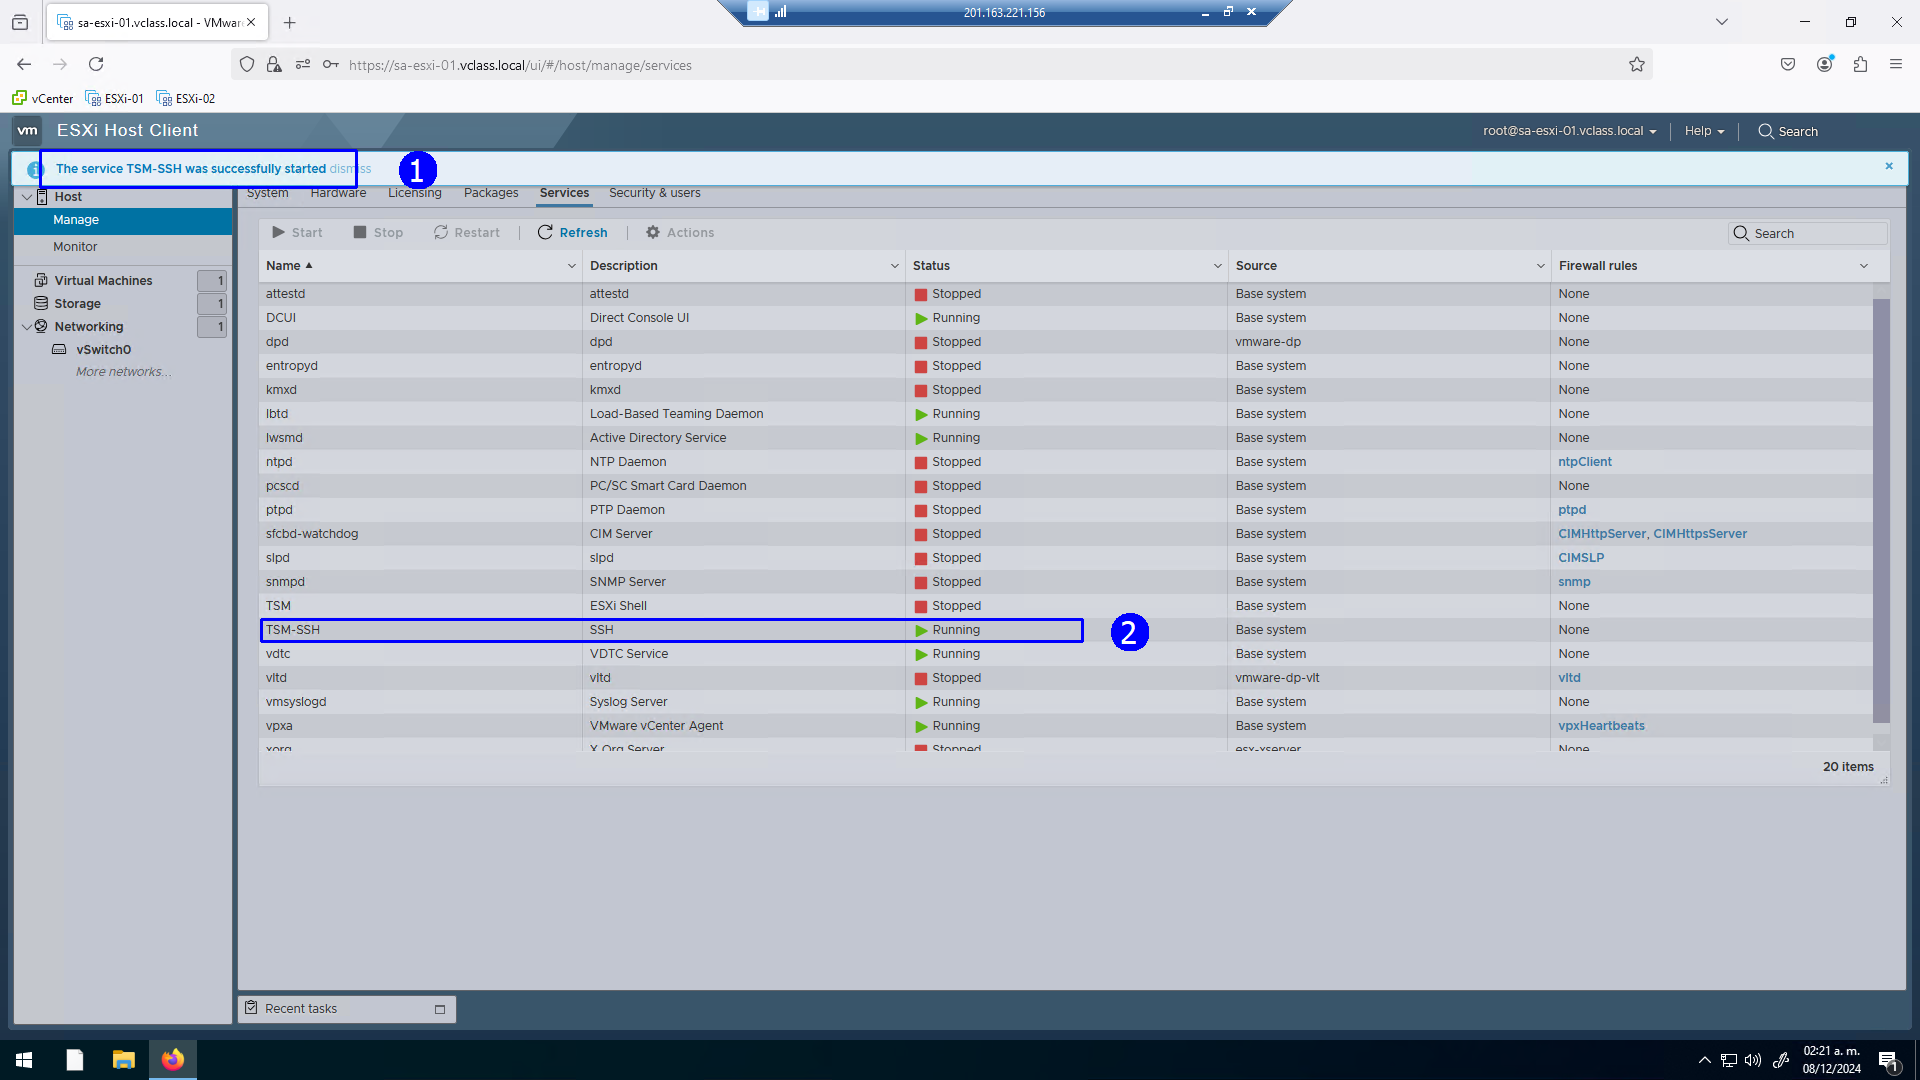 sa-esxi-01.vclass.local - VMwar
201.163.221.156
https://sa-esxi-01.vclass.local/ui/#/host/manage/services
vCenter ESXi-01 ESXi-02
vm ESXi Host Client
root@sa-esxi-01.vclass.local Help Search
The service TSM-SSH was successfully started dismiss
1
Host
Manage
Monitor
Virtual Machines 1
Storage 1
Networking 1
vSwitch0
More networks...
System Hardware Licensing Packages Services Security & users
Start Stop Restart Refresh Actions Search
Name Description Status Source Firewall rules
attestd attestd Stopped Base system None
DCUI Direct Console UI Running Base system None
dpd dpd Stopped vmware-dp None
entropyd entropyd Stopped Base system None
kmxd kmxd Stopped Base system None
lbtd Load-Based Teaming Daemon Running Base system None
lwsmd Active Directory Service Running Base system None
ntpd NTP Daemon Stopped Base system ntpClient
pcscd PC/SC Smart Card Daemon Stopped Base system None
ptpd PTP Daemon Stopped Base system ptpd
sfcbd-watchdog CIM Server Stopped Base system CIMHttpServer, CIMHttpsServer
slpd slpd Stopped Base system CIMSLP
snmpd SNMP Server Stopped Base system snmp
TSM ESXi Shell Stopped Base system None
TSM-SSH SSH Running Base system None
2
vdtc VDTC Service Running Base system None
vltd vltd Stopped vmware-dp-vlt vltd
vmsyslogd Syslog Server Running Base system None
vpxa VMware vCenter Agent Running Base system vpxHeartbeats
xorg X.Org Server Stopped esx-xserver None
20 items
Recent tasks
02:21 a. m.
08/12/2024
1